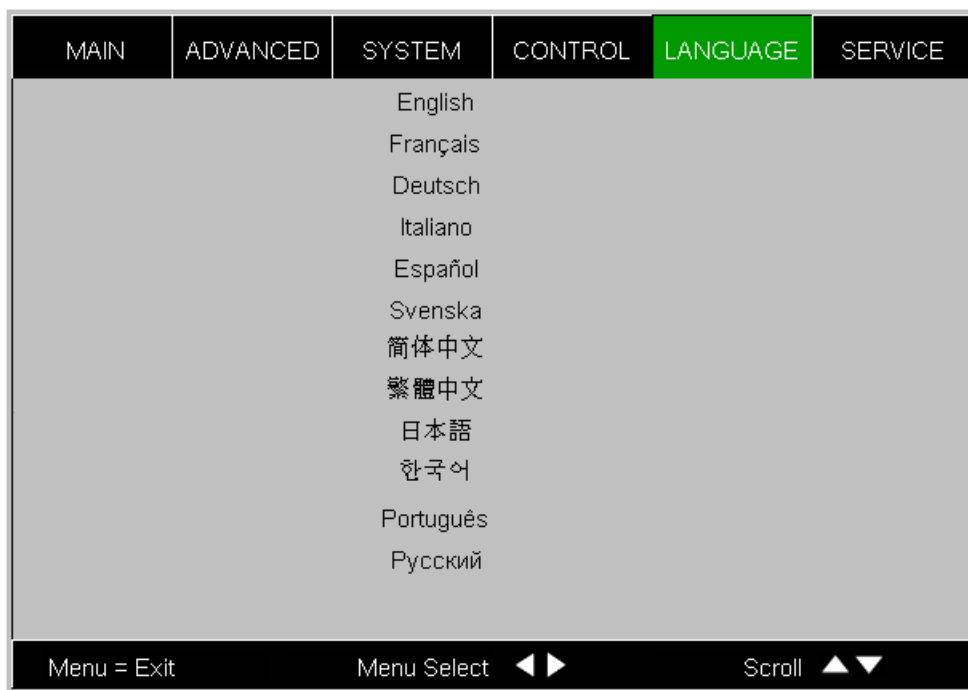 MAIN ADVANCED SYSTEM CONTROL LANGUAGE SERVICE
English
Français
Deutsch
Italiano
Español
Svenska
简体中文
繁體中文
日本語
한국어
Português
Русский
Menu = Exit Menu Select ◀▶ Scroll ▲▼